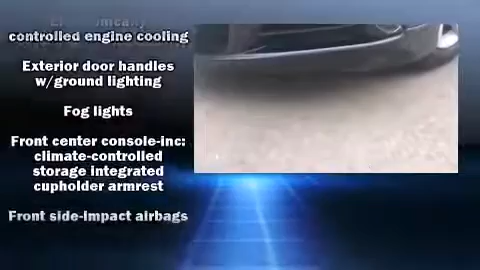 Electronically
controlled engine cooling
Exterior door handles
w/ground lighting
Fog lights
Front center console-inc:
climate-controlled
storage integrated
cupholder armrest
Front side-impact airbags